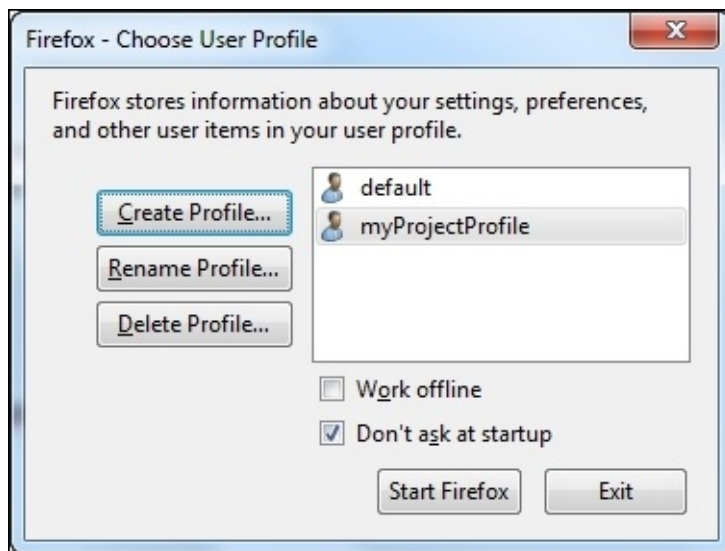 Firefox - Choose User Profile
Firefox stores information about your settings, preferences,
and other user items in your user profile.
Create Profile...
Rename Profile...
Delete Profile...
default
myProjectProfile
Work offline
Don't ask at startup
Start Firefox
Exit